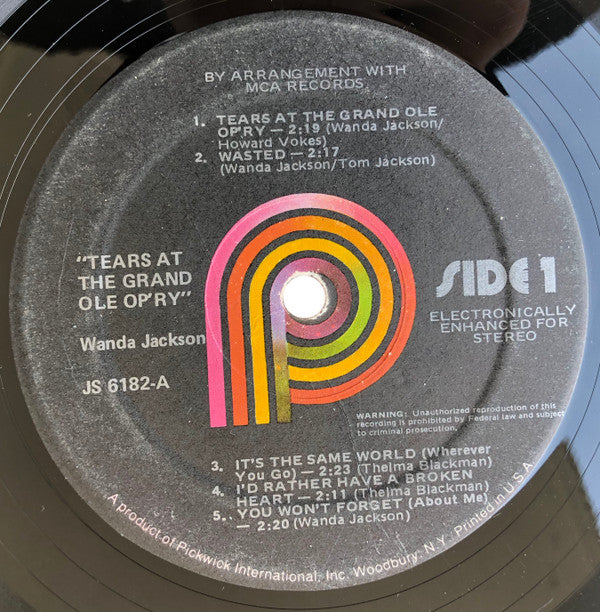 BY ARRANGEMENT WITH
MCA RECORDS
1. TEARS AT THE GRAND OLE
OP'RY — 2:19 (Wanda Jackson/
Howard Vokes)
2. WASTED — 2:17
(Wanda Jackson/Tom Jackson)
"TEARS AT
THE GRAND
OLE OP'RY"
Wanda Jackson
JS 6182-A
SIDE 1
ELECTRONICALLY
ENHANCED FOR
STEREO
WARNING: Unauthorized reproduction of this
recording is prohibited by Federal law and subject
to criminal prosecution.
3. IT'S THE SAME WORLD (Wherever
You Go) — 2:23 (Thelma Blackman)
4. I'D RATHER HAVE A BROKEN
HEART — 2:11 (Thelma Blackman)
5. YOU WON'T FORGET (About Me)
— 2:20 (Wanda Jackson)
A product of Pickwick International, Inc. Woodbury, N.Y. Printed in U.S.A.